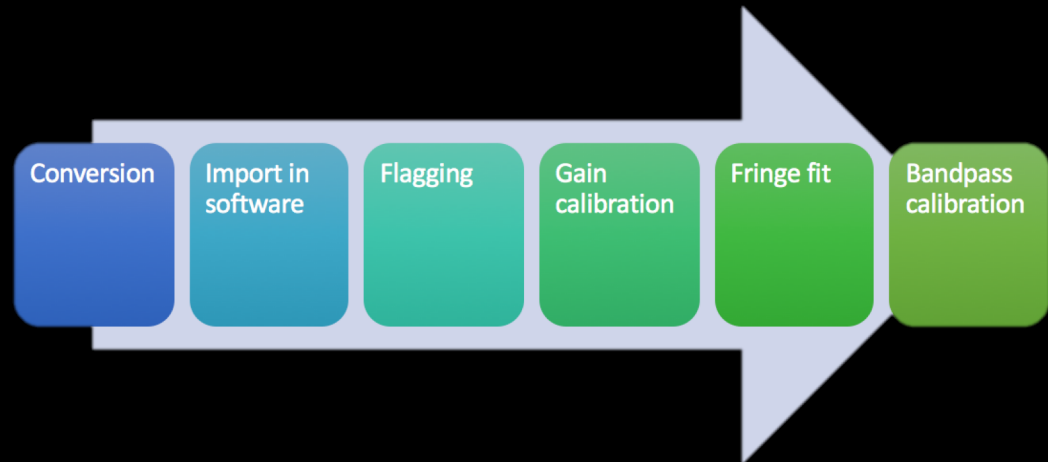 Conversion
Import in
software
Flagging
Gain
calibration
Fringe fit
Bandpass
calibration